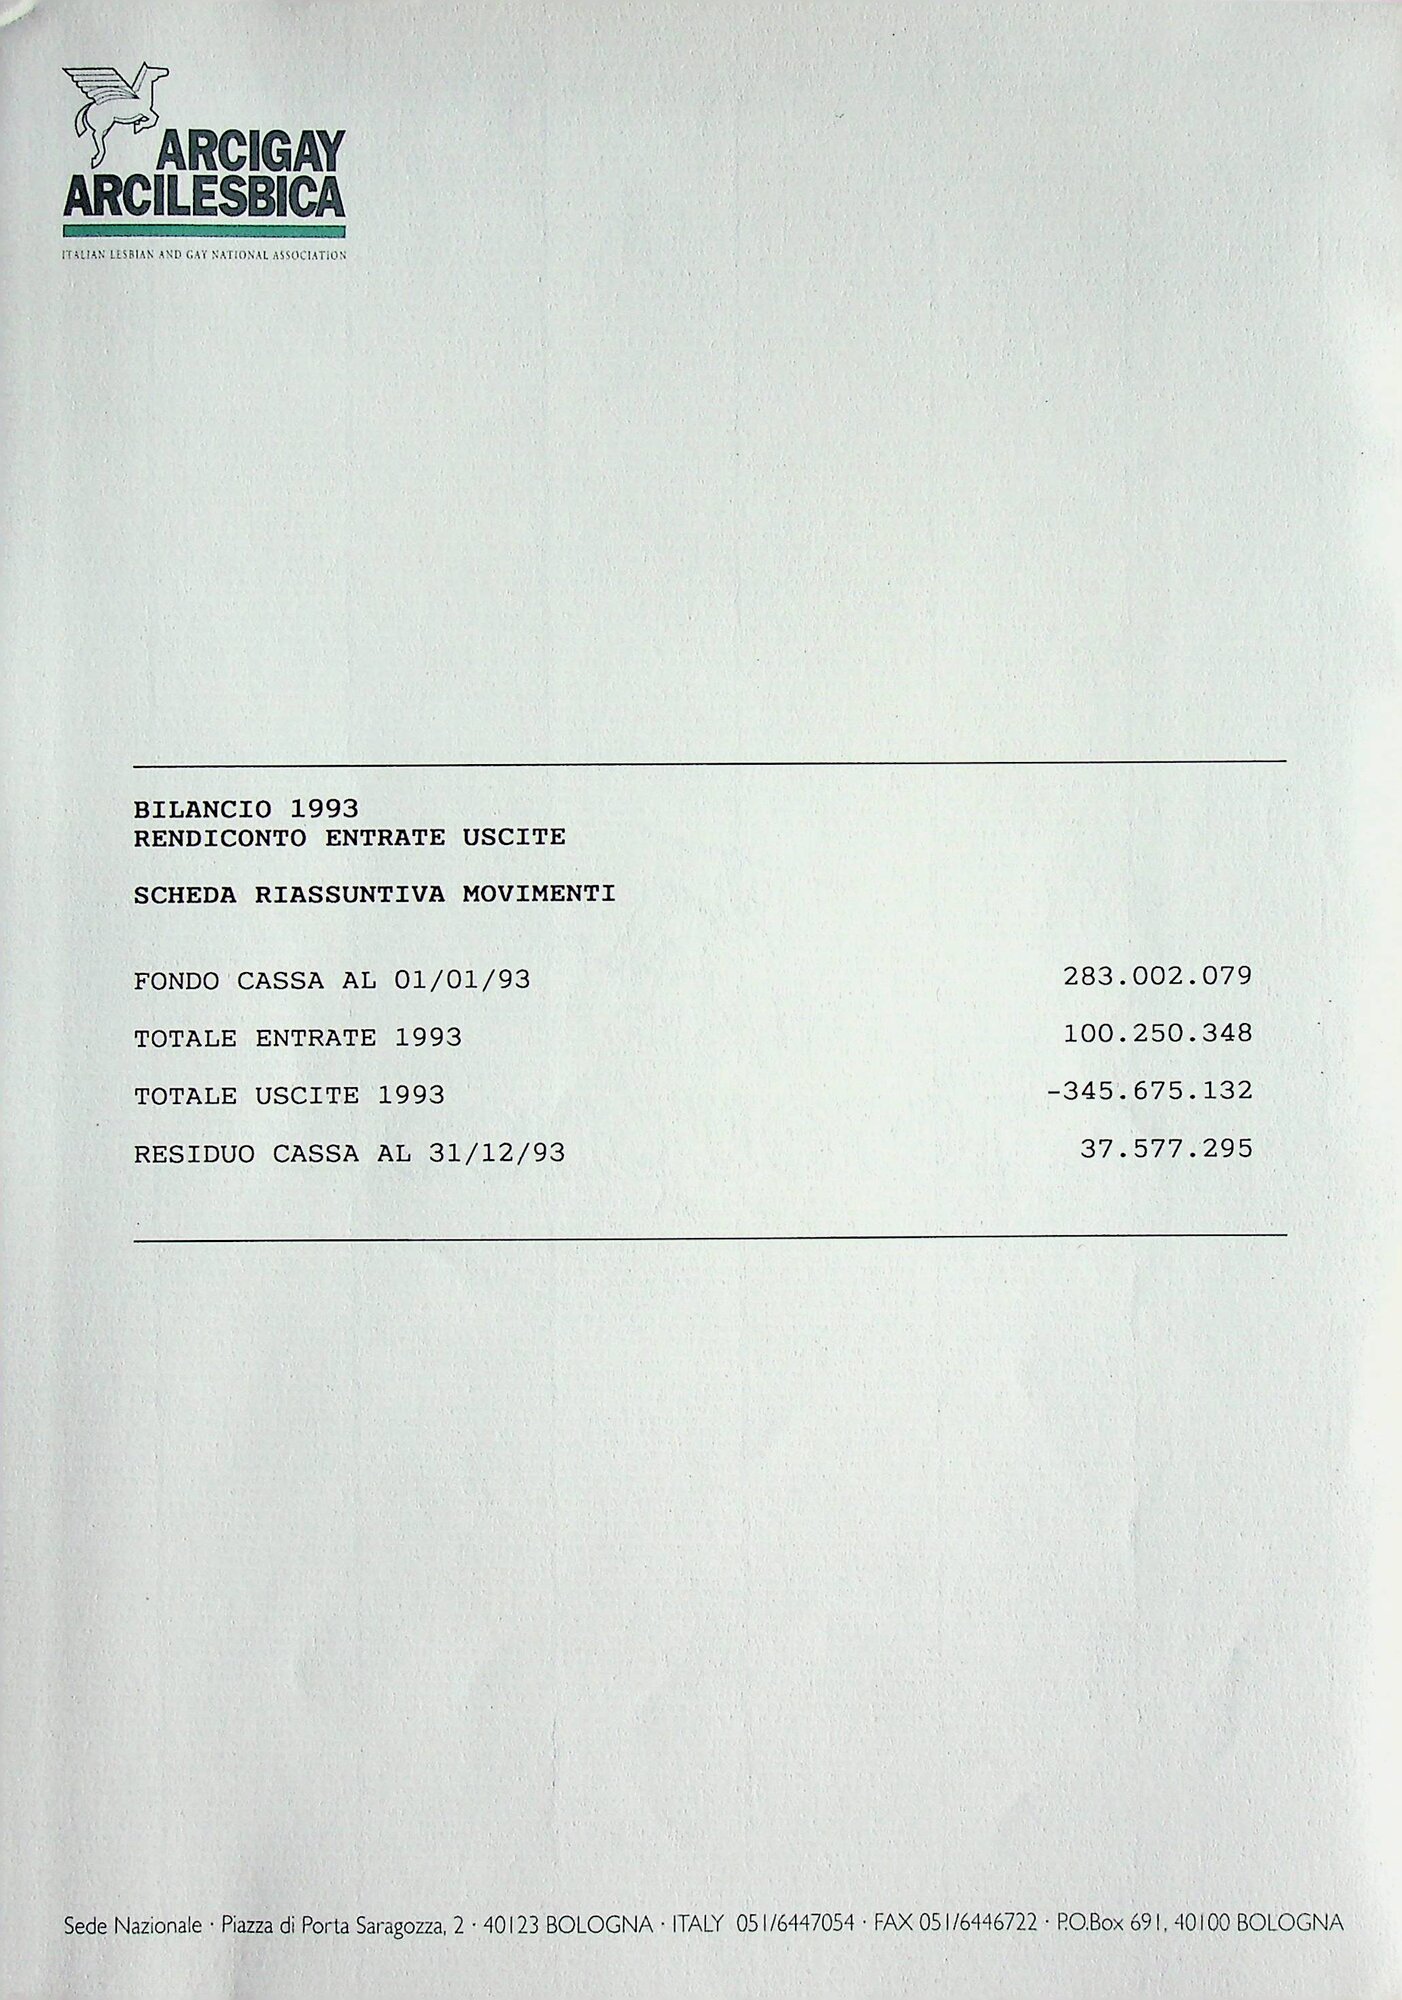 ARCIGAY
ARCILESBICA
ITALIAN LESBIAN AND GAY NATIONAL ASSOCIATION
BILANCIO 1993
RENDICONTO ENTRATE USCITE
SCHEDA RIASSUNTIVA MOVIMENTI
FONDO CASSA AL 01/01/93 283.002.079
TOTALE ENTRATE 1993 100.250.348
TOTALE USCITE 1993 -345.675.132
RESIDUO CASSA AL 31/12/93 37.577.295
Sede Nazionale · Piazza di Porta Saragozza, 2 · 40123 BOLOGNA · ITALY 051/6447054 · FAX 051/6446722 · P.O.Box 691, 40100 BOLOGNA